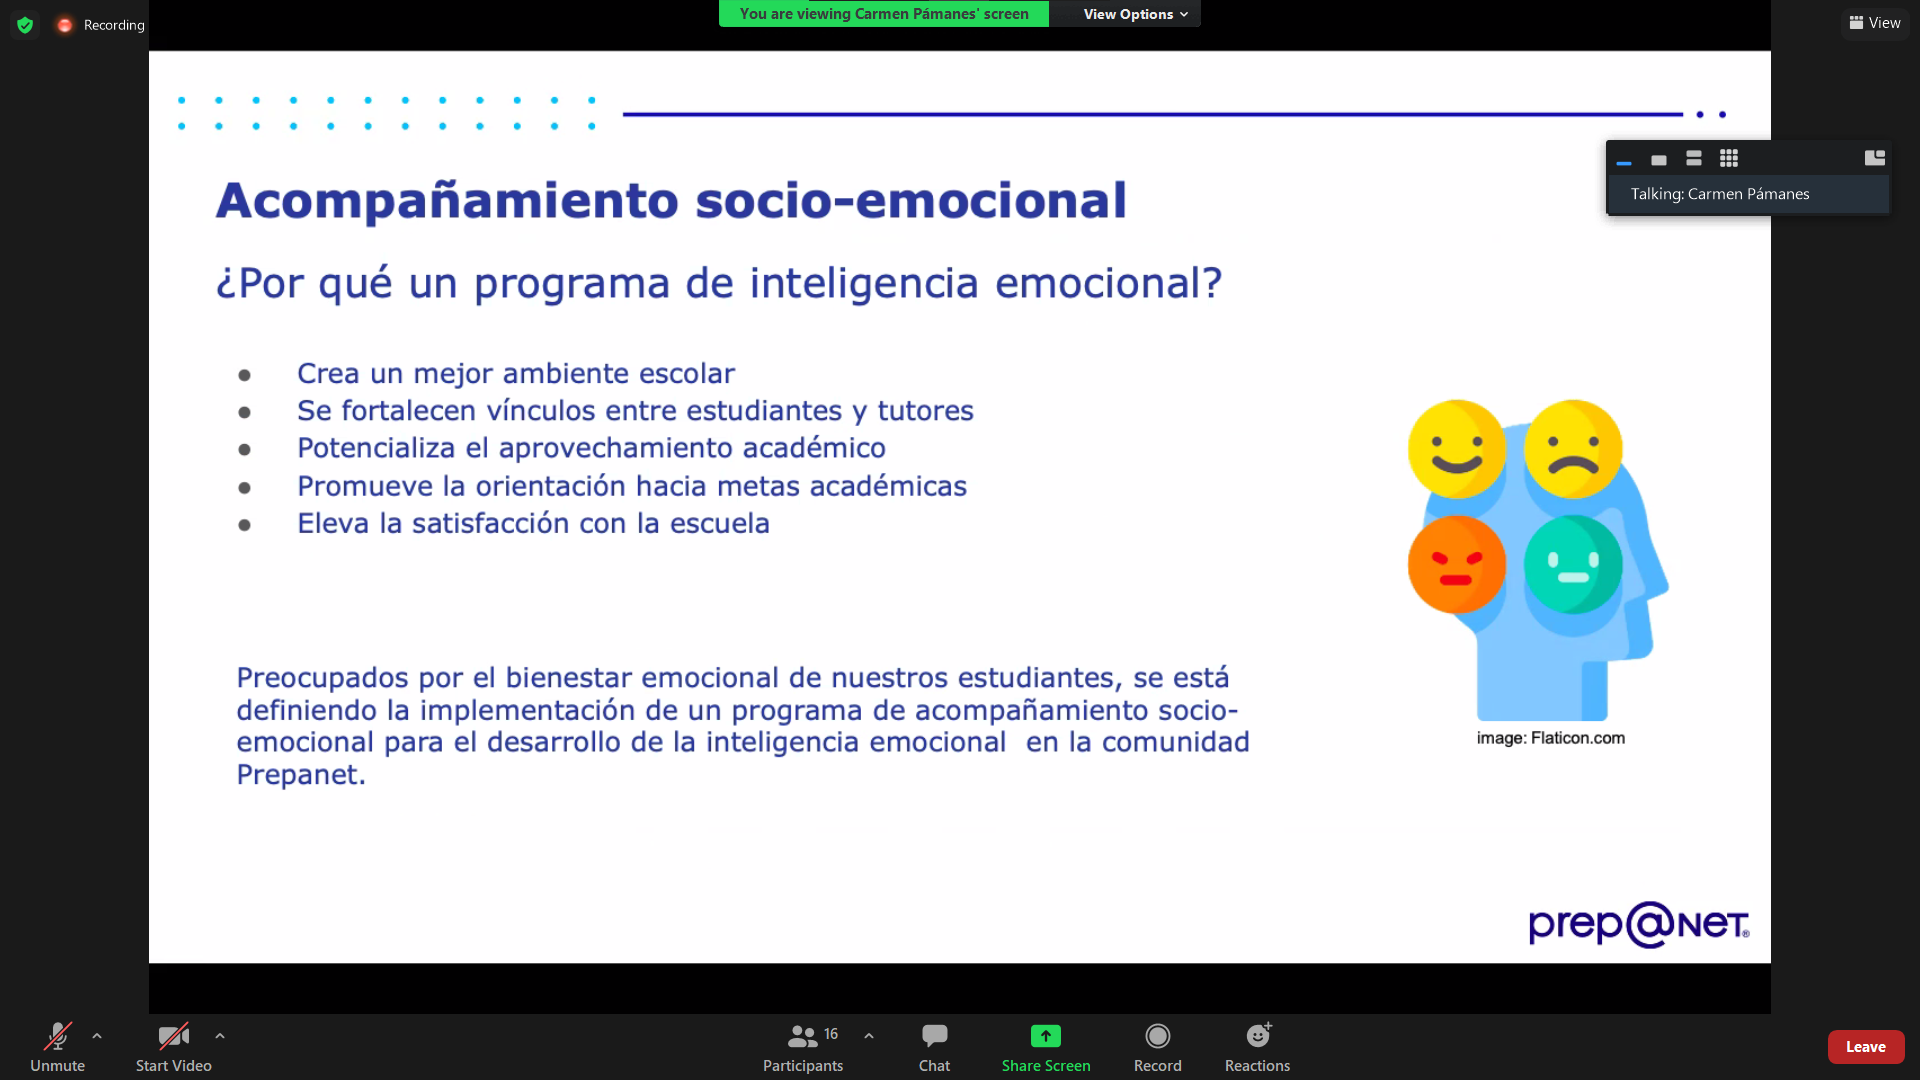 Recording
You are viewing Carmen Pámanes' screen
View Options
View
Talking: Carmen Pámanes
Acompañamiento socio-emocional
¿Por qué un programa de inteligencia emocional?
● Crea un mejor ambiente escolar
● Se fortalecen vínculos entre estudiantes y tutores
● Potencializa el aprovechamiento académico
● Promueve la orientación hacia metas académicas
● Eleva la satisfacción con la escuela
image: Flaticon.com
Preocupados por el bienestar emocional de nuestros estudiantes, se está
definiendo la implementación de un programa de acompañamiento socio-
emocional para el desarrollo de la inteligencia emocional  en la comunidad
Prepanet.
prep@NET®
Unmute
Start Video
16
Participants
Chat
Share Screen
Record
Reactions
Leave